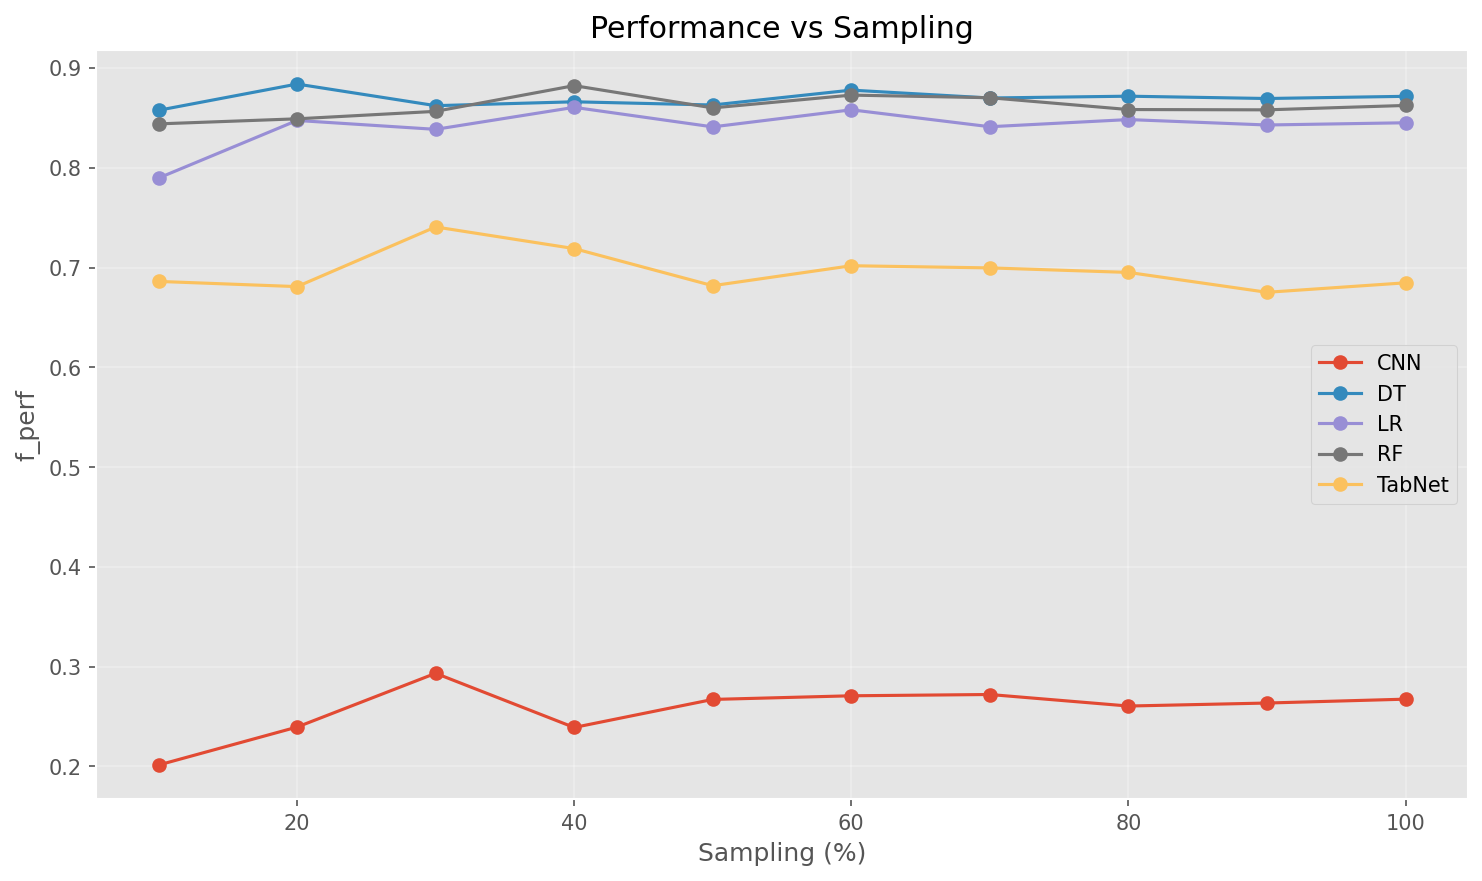 Performance vs Sampling
f_perf
0.9
0.8
0.7
0.6
0.5
0.4
0.3
0.2
CNN
DT
LR
RF
TabNet
20 40 60 80 100
Sampling (%)